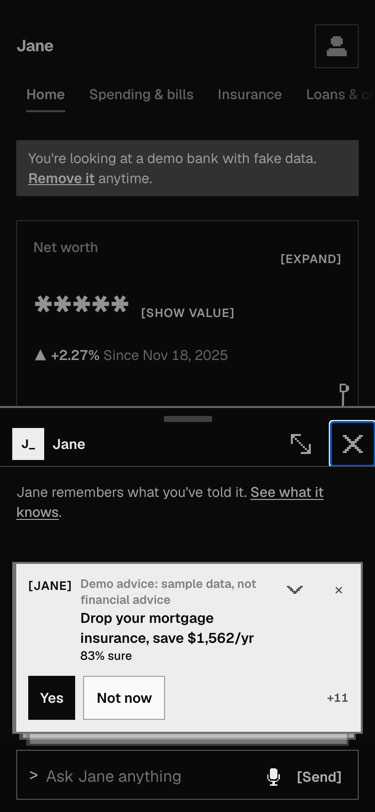 Jane
Home Spending & bills Insurance Loans & c
You're looking at a demo bank with fake data.
Remove it anytime.
Net worth
[EXPAND]
***** [SHOW VALUE]
▲ +2.27% Since Nov 18, 2025
J_ Jane
Jane remembers what you've told it. See what it
knows.
[JANE] Demo advice: sample data, not
financial advice
Drop your mortgage
insurance, save $1,562/yr
83% sure
Yes Not now +11
> Ask Jane anything [Send]